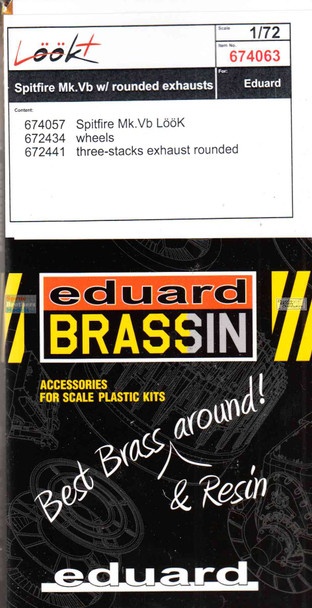 Löök+
Scale
1/72
Item No.
674063
Spitfire Mk.Vb w/ rounded exhausts
For:
Eduard
Content:
674057 Spitfire Mk.Vb LööK
672434 wheels
672441 three-stacks exhaust rounded
eduard
BRASSIN
ACCESSORIES
FOR SCALE PLASTIC KITS
Best Brass around!
& Resin
eduard